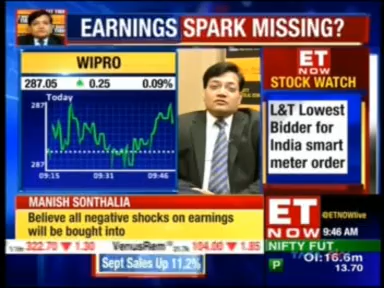 EARNINGS SPARK MISSING?
WIPRO
287.05 ▲ 0.25 0.09%
Today
287
287
09:15 09:31 09:46
ET
NOW
STOCK WATCH
L&T Lowest
Bidder for
India smart
meter order
MANISH SONTHALIA
Believe all negative shocks on earnings
will be bought into
ET
NOW
@ETNOWlive
9:46 AM
322.70 ▼ 1.30 VenusRem 104.00 ▼ 1.85
NIFTY FUT
Sept Sales Up 11.2%
P
OI:16.6m
13.70